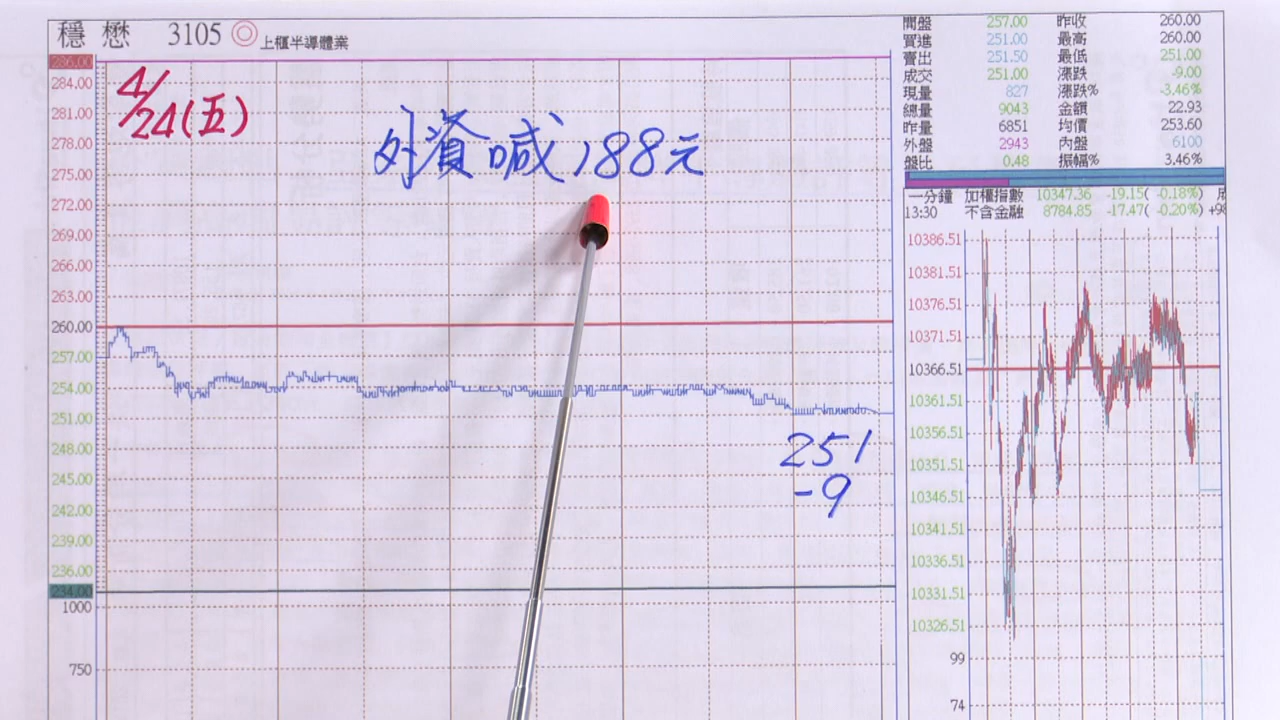 穩懋 3105 ◎ 上櫃半導體業
4/24(五)
外資喊188元
251
-9
286.00
284.00
281.00
278.00
275.00
272.00
269.00
266.00
263.00
260.00
257.00
254.00
251.00
248.00
245.00
242.00
239.00
236.00
234.00
1000
750
開盤 257.00 昨收 260.00
買進 251.00 最高 260.00
賣出 251.50 最低 251.00
成交 251.00 漲跌 -9.00
現量 827 漲跌% -3.46%
總量 9043 金額 22.93
昨量 6851 均價 253.60
外盤 2943 內盤 6100
盤比 0.48 振幅% 3.46%
一分鐘 加權指數 10347.36 -19.15( -0.18%)
13:30 不含金融 8784.85 -17.47( -0.20%)
10386.51
10381.51
10376.51
10371.51
10366.51
10361.51
10356.51
10351.51
10346.51
10341.51
10336.51
10331.51
10326.51
99
74